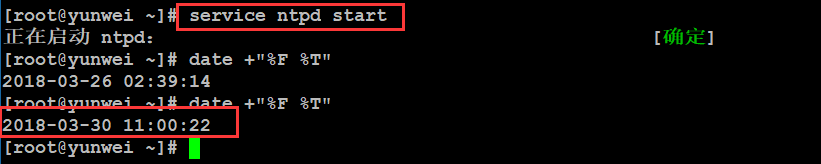 [root@yunwei ~]# service ntpd start
正在启动 ntpd： [确定]
[root@yunwei ~]# date +"%F %T"
2018-03-26 02:39:14
[root@yunwei ~]# date +"%F %T"
2018-03-30 11:00:22
[root@yunwei ~]#